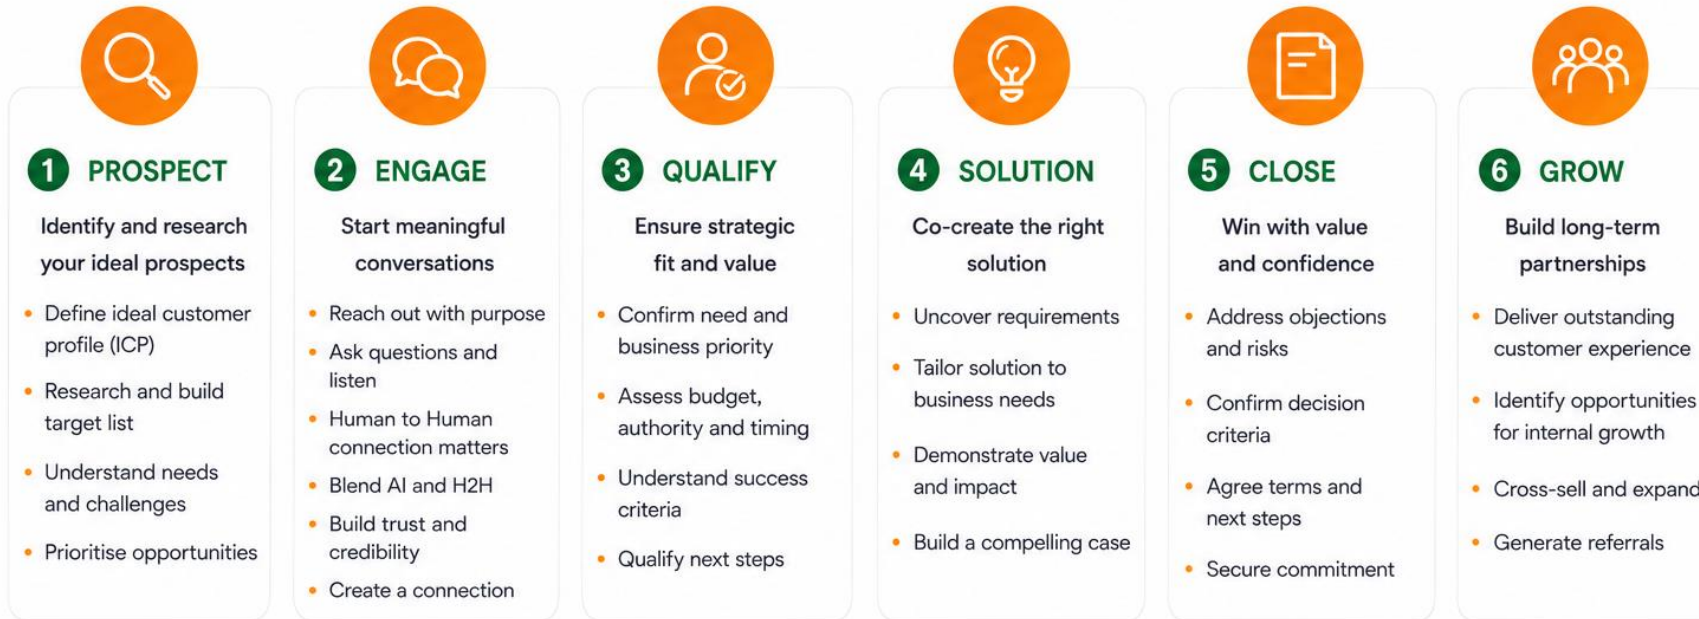 1 PROSPECT
Identify and research
your ideal prospects
• Define ideal customer
profile (ICP)
• Research and build
target list
• Understand needs
and challenges
• Prioritise opportunities
2 ENGAGE
Start meaningful
conversations
• Reach out with purpose
• Ask questions and
listen
• Human to Human
connection matters
• Blend AI and H2H
• Build trust and
credibility
• Create a connection
3 QUALIFY
Ensure strategic
fit and value
• Confirm need and
business priority
• Assess budget,
authority and timing
• Understand success
criteria
• Qualify next steps
4 SOLUTION
Co-create the right
solution
• Uncover requirements
• Tailor solution to
business needs
• Demonstrate value
and impact
• Build a compelling case
5 CLOSE
Win with value
and confidence
• Address objections
and risks
• Confirm decision
criteria
• Agree terms and
next steps
• Secure commitment
6 GROW
Build long-term
partnerships
• Deliver outstanding
customer experience
• Identify opportunities
for internal growth
• Cross-sell and expand
• Generate referrals